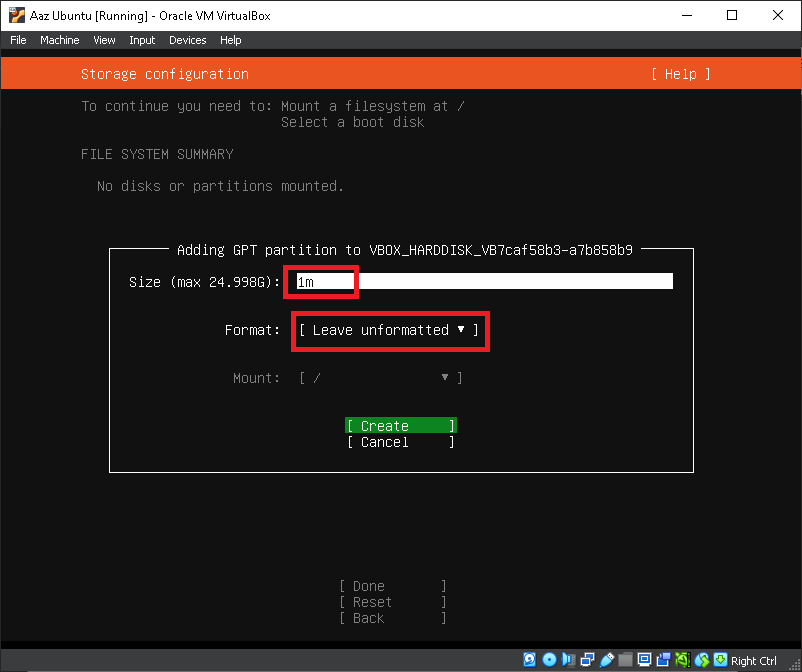 Aaz Ubuntu [Running] - Oracle VM VirtualBox
File Machine View Input Devices Help
Storage configuration [ Help ]
To continue you need to: Mount a filesystem at /
Select a boot disk
FILE SYSTEM SUMMARY
No disks or partitions mounted.
Adding GPT partition to VBOX_HARDDISK_VB7caf58b3-a7b858b9
Size (max 24.998G): 1m
Format: [ Leave unformatted ▾ ]
Mount: [ / ▾ ]
[ Create ]
[ Cancel ]
[ Done ]
[ Reset ]
[ Back ]
Right Ctrl